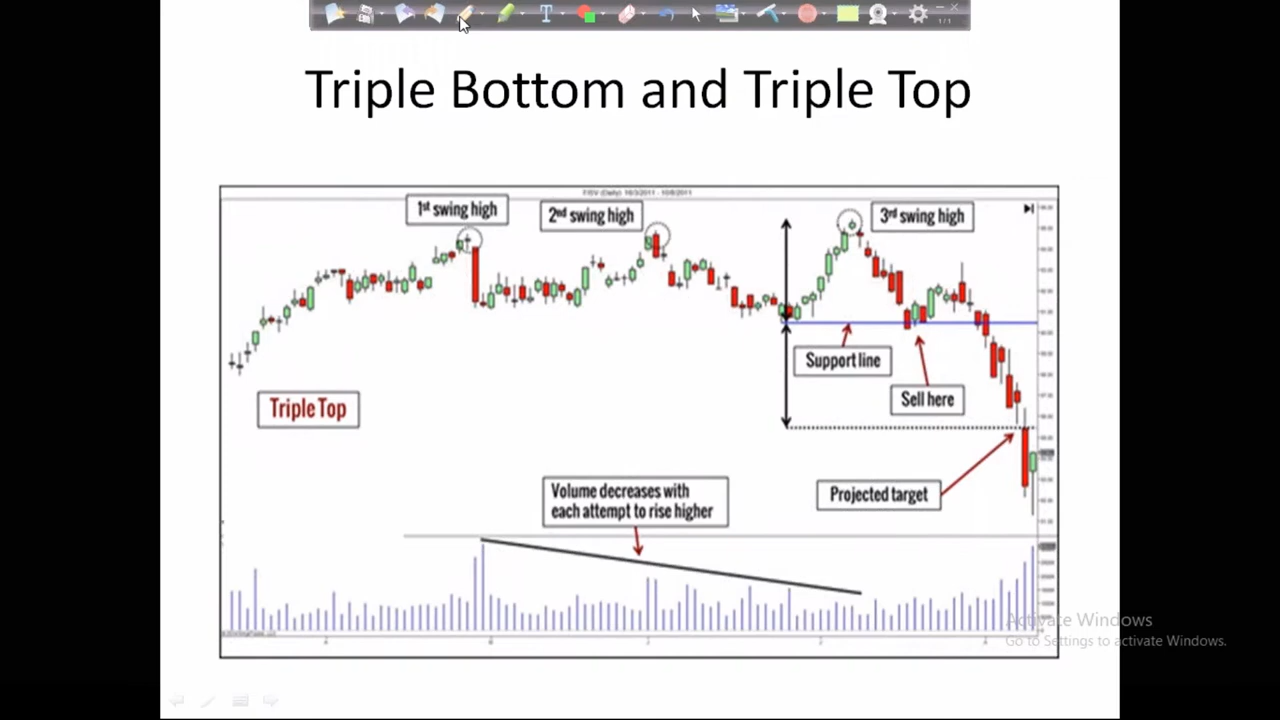 1/1
Triple Bottom and Triple Top
1st swing high
2nd swing high
3rd swing high
Support line
Sell here
Triple Top
Projected target
Volume decreases with
each attempt to rise higher
Activate Windows
Go to Settings to activate Windows.